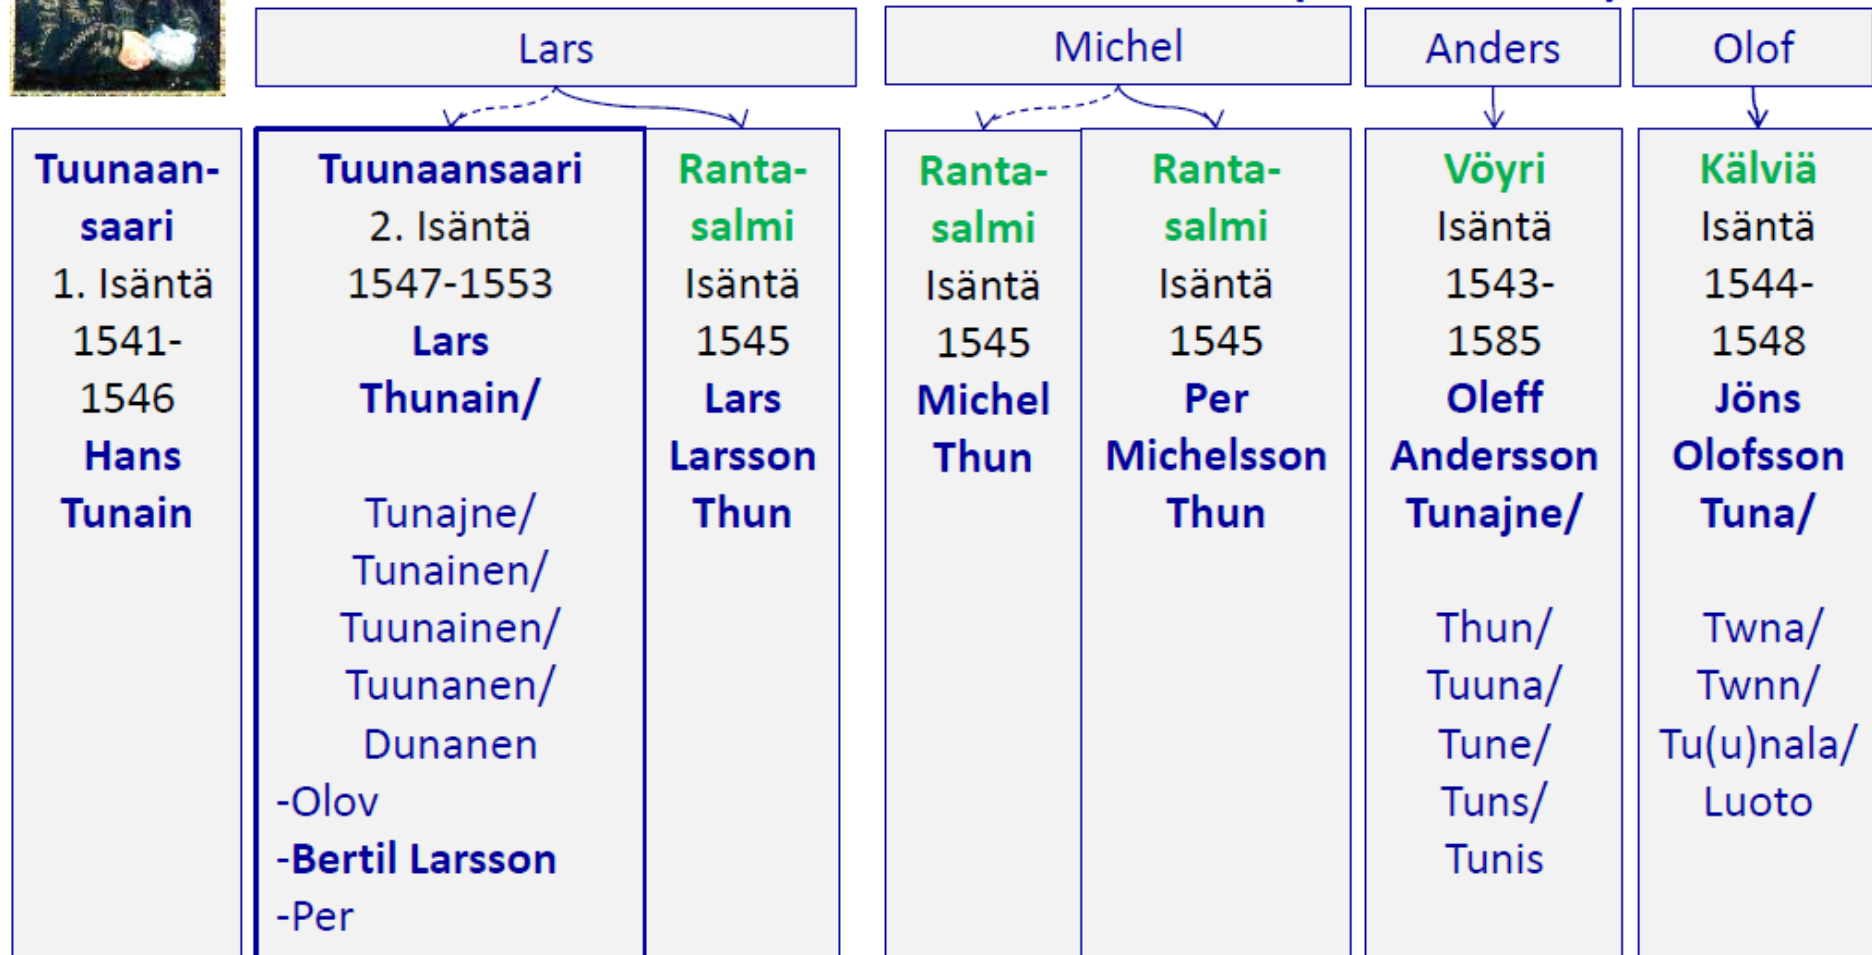 Lars
Michel
Anders
Olof
Tuunaan-
saari
1. Isäntä
1541-
1546
Hans
Tunain
Tuunaansaari
2. Isäntä
1547-1553
Lars
Thunain/
Tunajne/
Tunainen/
Tuunainen/
Tuunanen/
Dunanen
-Olov
-Bertil Larsson
-Per
Ranta-
salmi
Isäntä
1545
Lars
Larsson
Thun
Ranta-
salmi
Isäntä
1545
Michel
Thun
Ranta-
salmi
Isäntä
1545
Per
Michelsson
Thun
Vöyri
Isäntä
1543-
1585
Oleff
Andersson
Tunajne/
Thun/
Tuuna/
Tune/
Tuns/
Tunis
Kälviä
Isäntä
1544-
1548
Jöns
Olofsson
Tuna/
Twna/
Twnn/
Tu(u)nala/
Luoto